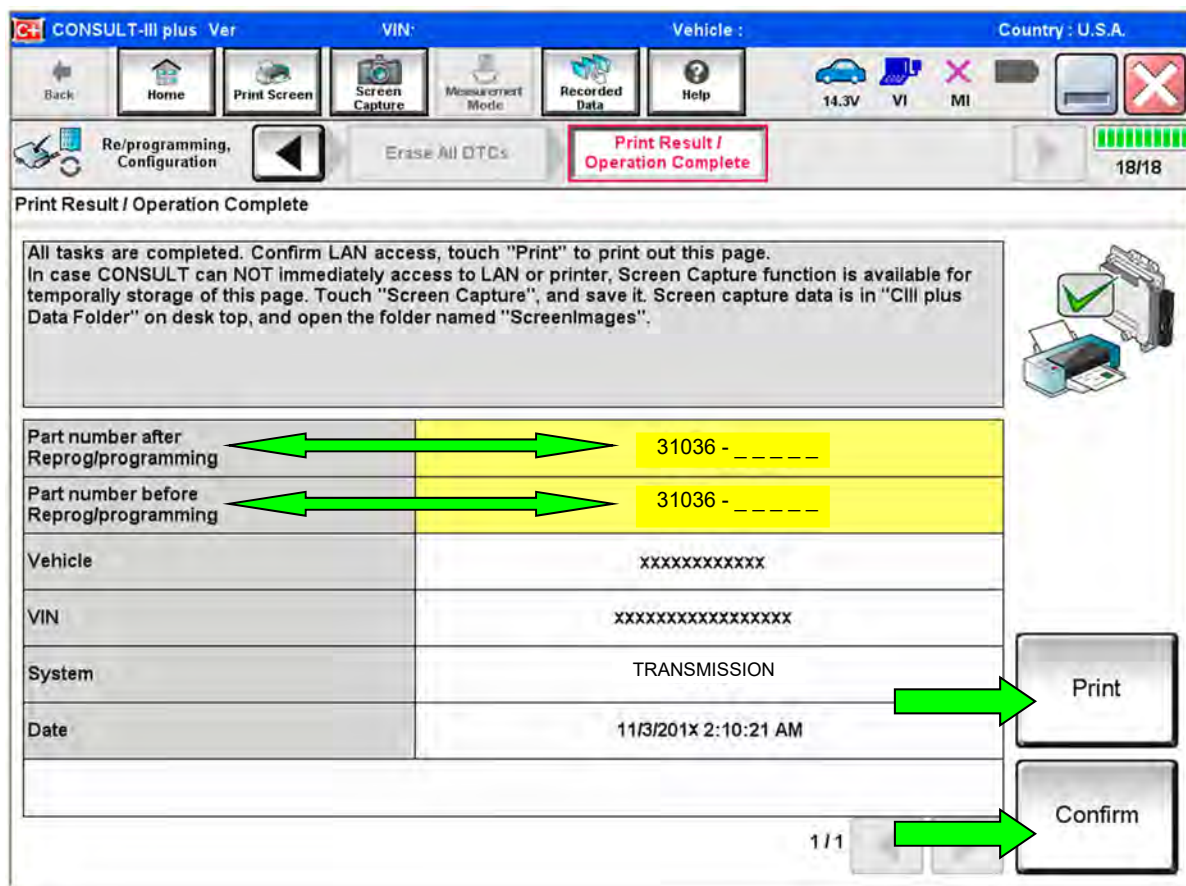 C+ CONSULT-III plus Ver VIN: Vehicle : Country : U.S.A.
Back
Home
Print Screen
Screen
Capture
Measurement
Mode
Recorded
Data
Help
14.3V
VI
MI
Re/programming,
Configuration
Erase All DTCs
Print Result /
Operation Complete
18/18
Print Result / Operation Complete
All tasks are completed. Confirm LAN access, touch "Print" to print out this page.
In case CONSULT can NOT immediately access to LAN or printer, Screen Capture function is available for
temporally storage of this page. Touch "Screen Capture", and save it. Screen capture data is in "CIII plus
Data Folder" on desk top, and open the folder named "ScreenImages".
Part number after
Reprog/programming
31036 - _ _ _ _ _
Part number before
Reprog/programming
31036 - _ _ _ _ _
Vehicle
xxxxxxxxxxxx
VIN
xxxxxxxxxxxxxxxxx
System
TRANSMISSION
Date
11/3/201X 2:10:21 AM
Print
Confirm
1/1